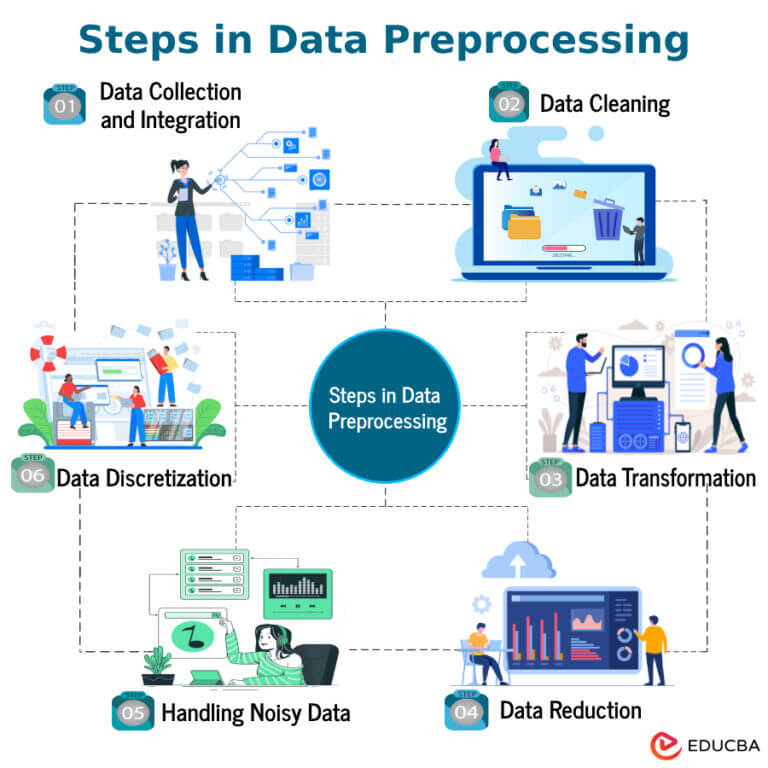 Steps in Data Preprocessing
STEP
01
Data Collection
and Integration
STEP
02
Data Cleaning
Steps in Data
Preprocessing
STEP
06
Data Discretization
STEP
03
Data Transformation
STEP
05
Handling Noisy Data
STEP
04
Data Reduction
EDUCBA